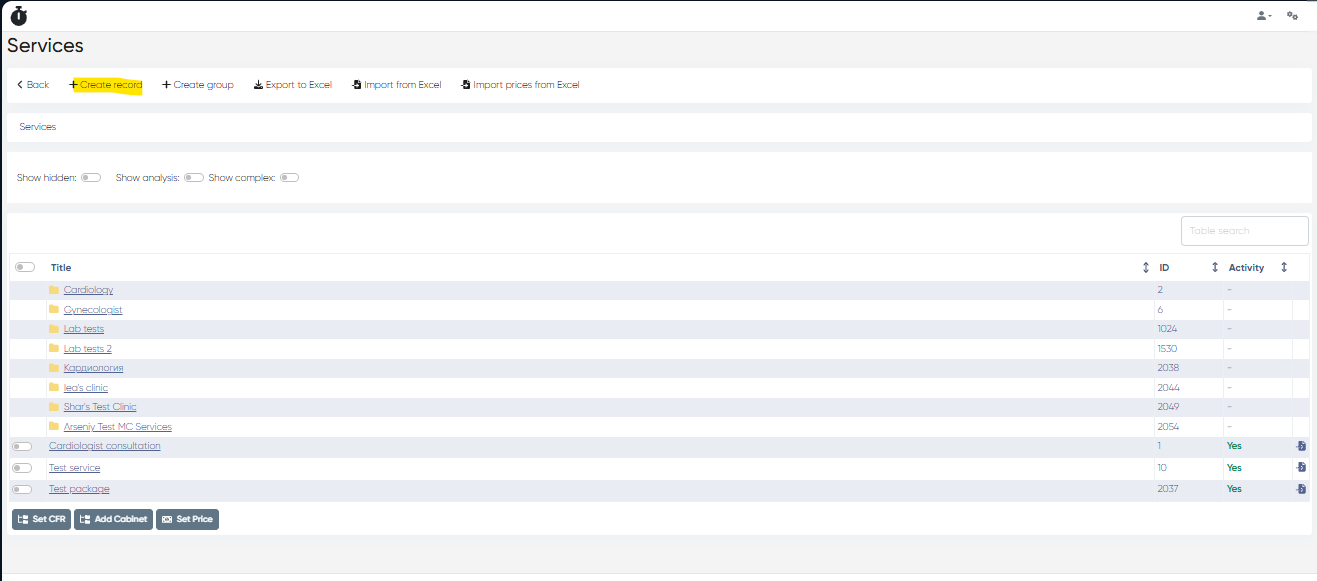 Services
Back Create record Create group Export to Excel Import from Excel Import prices from Excel
Services
Show hidden: Show analysis: Show complex:
Table search
Title ID Activity
Cardiology 2 -
Gynecologist 6 -
Lab tests 1024 -
Lab tests 2 1530 -
Кардиология 2038 -
lea's clinic 2044 -
Shar's Test Clinic 2049 -
Arseniy Test MC Services 2054 -
Cardiologist consultation 1 Yes
Test service 10 Yes
Test package 2037 Yes
Set CFR Add Cabinet Set Price